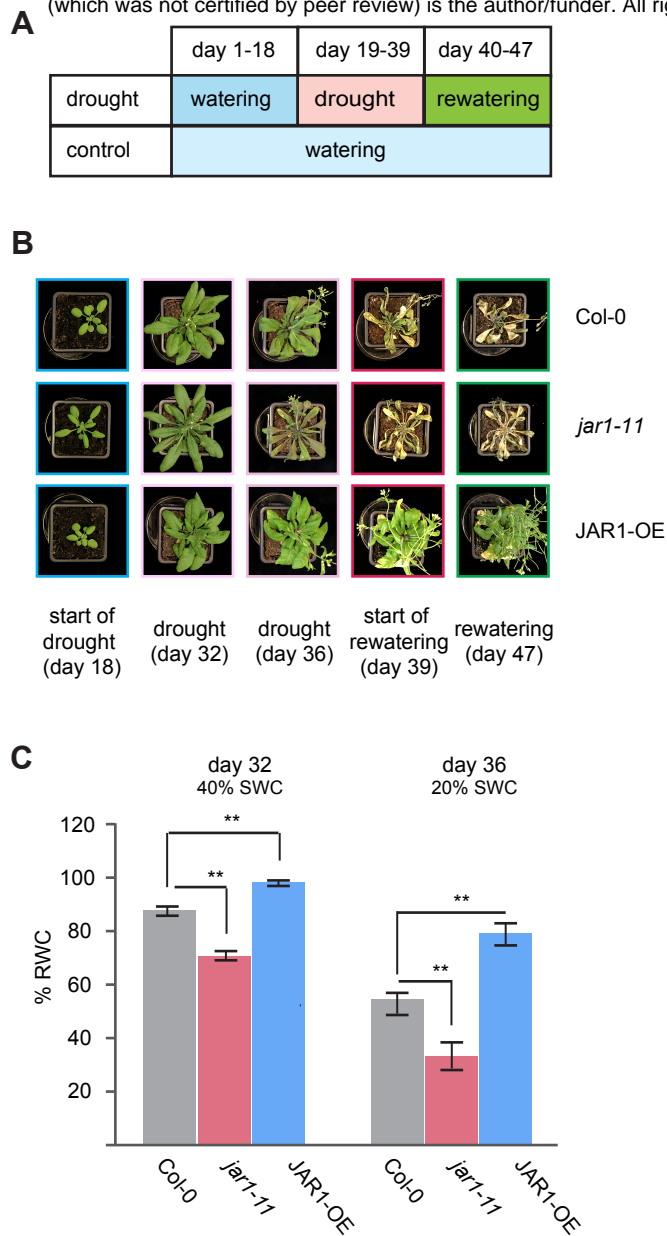 (which was not certified by peer review) is the author/funder. All rig
A
day 1-18 day 19-39 day 40-47
drought watering drought rewatering
control watering
B
Col-0
jar1-11
JAR1-OE
start of drought (day 18)
drought (day 32)
drought (day 36)
start of rewatering (day 39)
rewatering (day 47)
C
day 32
40% SWC
day 36
20% SWC
% RWC
120
100
80
60
40
20
**
**
**
**
Col-0
jar1-11
JAR1-OE
Col-0
jar1-11
JAR1-OE